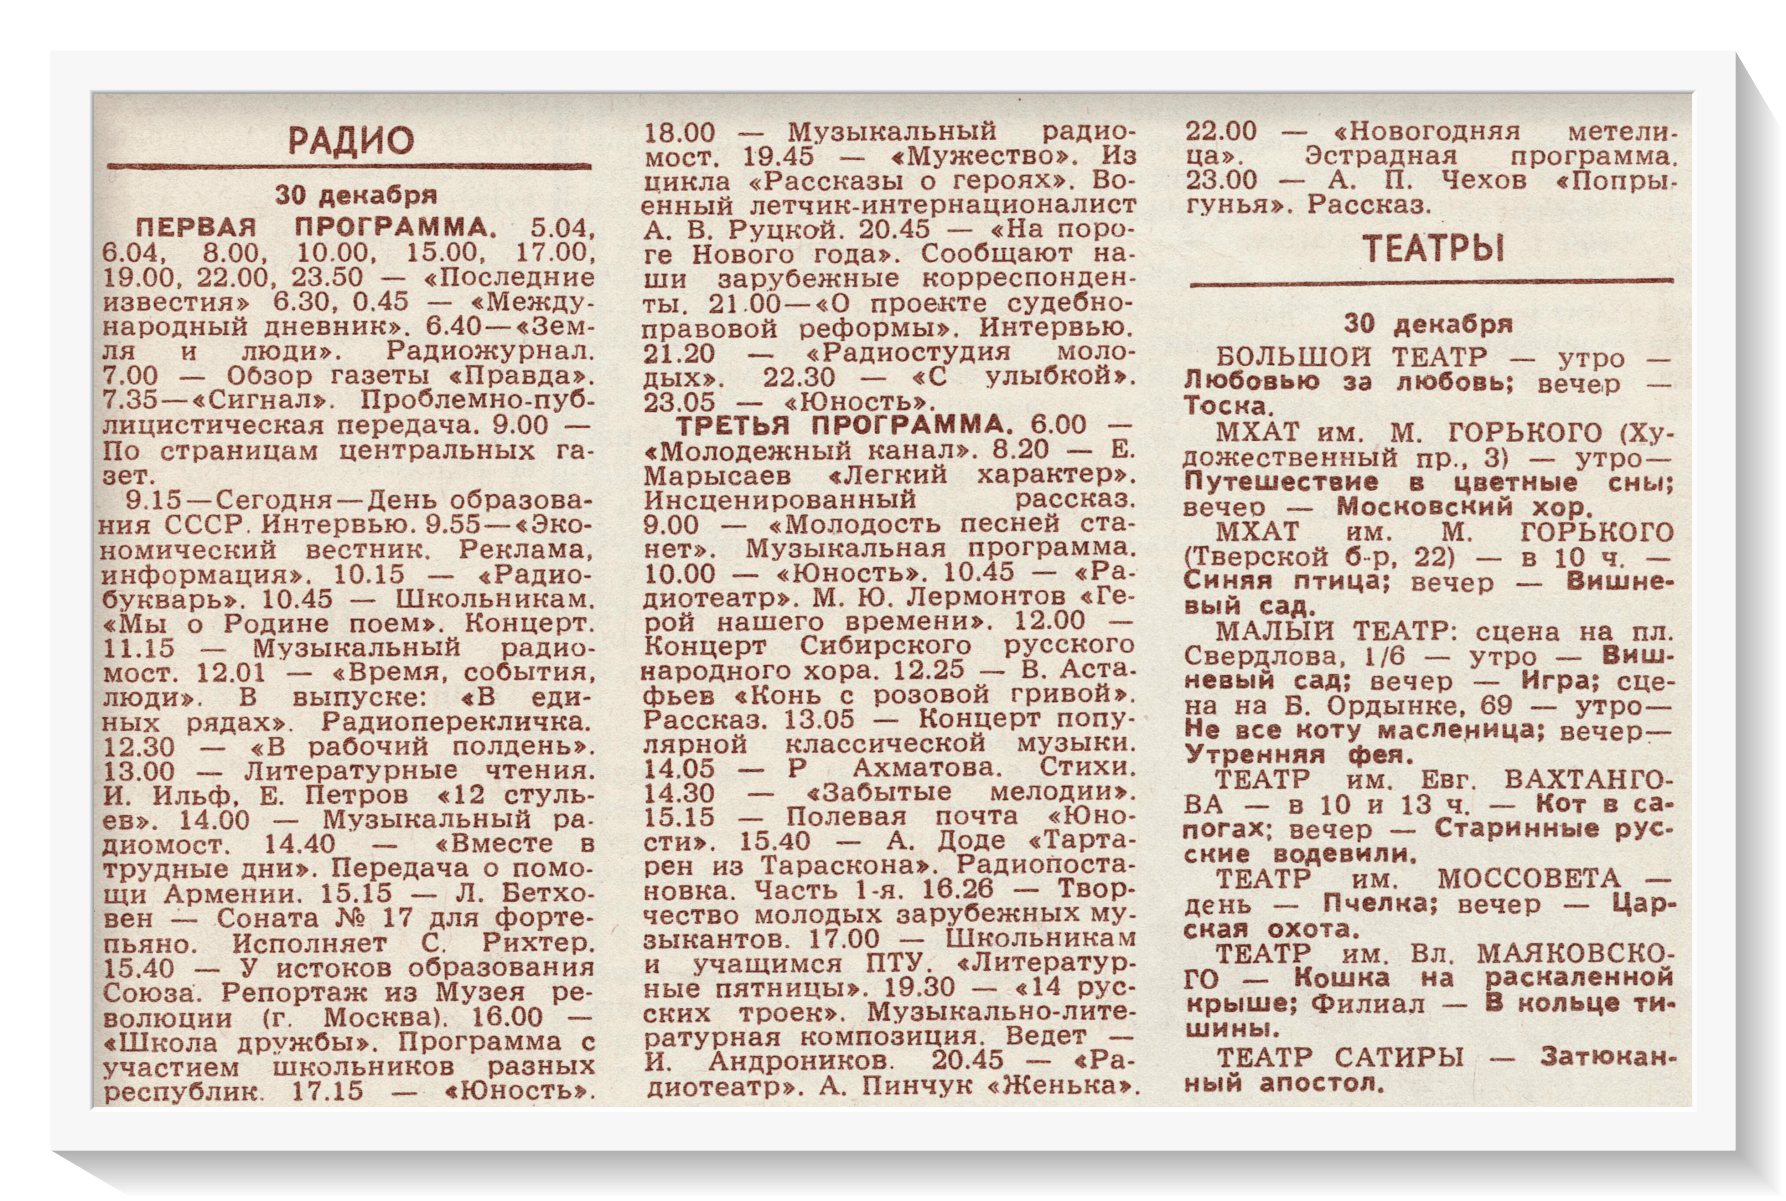 РАДИО
30 декабря
ПЕРВАЯ ПРОГРАММА. 5.04,
6.04, 8.00, 10.00, 15.00, 17.00,
19.00, 22.00, 23.50 — «Последние
известия» 6.30, 0.45 — «Между-
народный дневник». 6.40—«Зем-
ля и люди». Радиожурнал.
7.00 — Обзор газеты «Правда».
7.35—«Сигнал». Проблемно-пуб-
лицистическая передача. 9.00 —
По страницам центральных га-
зет.
9.15—Сегодня—День образова-
ния СССР. Интервью. 9.55—«Эко-
номический вестник. Реклама,
информация». 10.15 — «Радио-
букварь». 10.45 — Школьникам.
«Мы о Родине поем». Концерт.
11.15 — Музыкальный радио-
мост. 12.01 — «Время, события,
люди». В выпуске: «В еди-
ных рядах». Радиоперекличка.
12.30 — «В рабочий полдень».
13.00 — Литературные чтения.
И. Ильф, Е. Петров «12 стуль-
ев». 14.00 — Музыкальный ра-
диомост. 14.40 — «Вместе в
трудные дни». Передача о помо-
щи Армении. 15.15 — Л. Бетхо-
вен — Соната № 17 для форте-
пьяно. Исполняет С. Рихтер.
15.40 — У истоков образования
Союза. Репортаж из Музея ре-
волюции (г. Москва). 16.00 —
«Школа дружбы». Программа с
участием школьников разных
республик. 17.15 — «Юность».
18.00 — Музыкальный радио-
мост. 19.45 — «Мужество». Из
цикла «Рассказы о героях». Во-
енный летчик-интернационалист
А. В. Руцкой. 20.45 — «На поро-
ге Нового года». Сообщают на-
ши зарубежные корреспонден-
ты. 21.00—«О проекте судебно-
правовой реформы». Интервью.
21.20 — «Радиостудия моло-
дых». 22.30 — «С улыбкой».
23.05 — «Юность».
ТРЕТЬЯ ПРОГРАММА. 6.00 —
«Молодежный канал». 8.20 — Е.
Марысаев «Легкий характер».
Инсценированный рассказ.
9.00 — «Молодость песней ста-
нет». Музыкальная программа.
10.00 — «Юность». 10.45 — «Ра-
диотеатр». М. Ю. Лермонтов «Ге-
рой нашего времени». 12.00 —
Концерт Сибирского русского
народного хора. 12.25 — В. Аста-
фьев «Конь с розовой гривой».
Рассказ. 13.05 — Концерт попу-
лярной классической музыки.
14.05 — Р Ахматова. Стихи.
14.30 — «Забытые мелодии».
15.15 — Полевая почта «Юно-
сти». 15.40 — А. Доде «Тарта-
рен из Тараскона». Радиопоста-
новка. Часть 1-я. 16.26 — Твор-
чество молодых зарубежных му-
зыкантов. 17.00 — Школьникам
и учащимся ПТУ. «Литератур-
ные пятницы». 19.30 — «14 рус-
ских троек». Музыкально-лите-
ратурная композиция. Ведет —
И. Андроников. 20.45 — «Ра-
диотеатр». А. Пинчук «Женька».
22.00 — «Новогодняя метели-
ца». Эстрадная программа.
23.00 — А. П. Чехов «Попры-
гунья». Рассказ.
ТЕАТРЫ
30 декабря
БОЛЬШОЙ ТЕАТР — утро —
Любовью за любовь; вечер —
Тоска.
МХАТ им. М. ГОРЬКОГО (Ху-
дожественный пр., 3) — утро—
Путешествие в цветные сны;
вечер — Московский хор.
МХАТ им. М. ГОРЬКОГО
(Тверской б-р, 22) — в 10 ч. —
Синяя птица; вечер — Вишне-
вый сад.
МАЛЫЙ ТЕАТР: сцена на пл.
Свердлова, 1/6 — утро — Виш-
невый сад; вечер — Игра; сце-
на на Б. Ордынке, 69 — утро—
Не все коту масленица; вечер—
Утренняя фея.
ТЕАТР им. Евг. ВАХТАНГО-
ВА — в 10 и 13 ч. — Кот в са-
погах; вечер — Старинные рус-
ские водевили.
ТЕАТР им. МОССОВЕТА —
день — Пчелка; вечер — Цар-
ская охота.
ТЕАТР им. Вл. МАЯКОВСКО-
ГО — Кошка на раскаленной
крыше; Филиал — В кольце ти-
шины.
ТЕАТР САТИРЫ — Затюкан-
ный апостол.